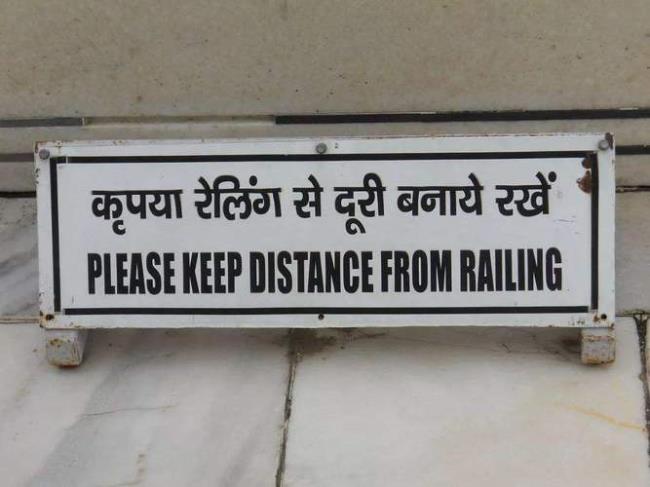 कृपया रेलिंग से दूरी बनाये रखें
PLEASE KEEP DISTANCE FROM RAILING